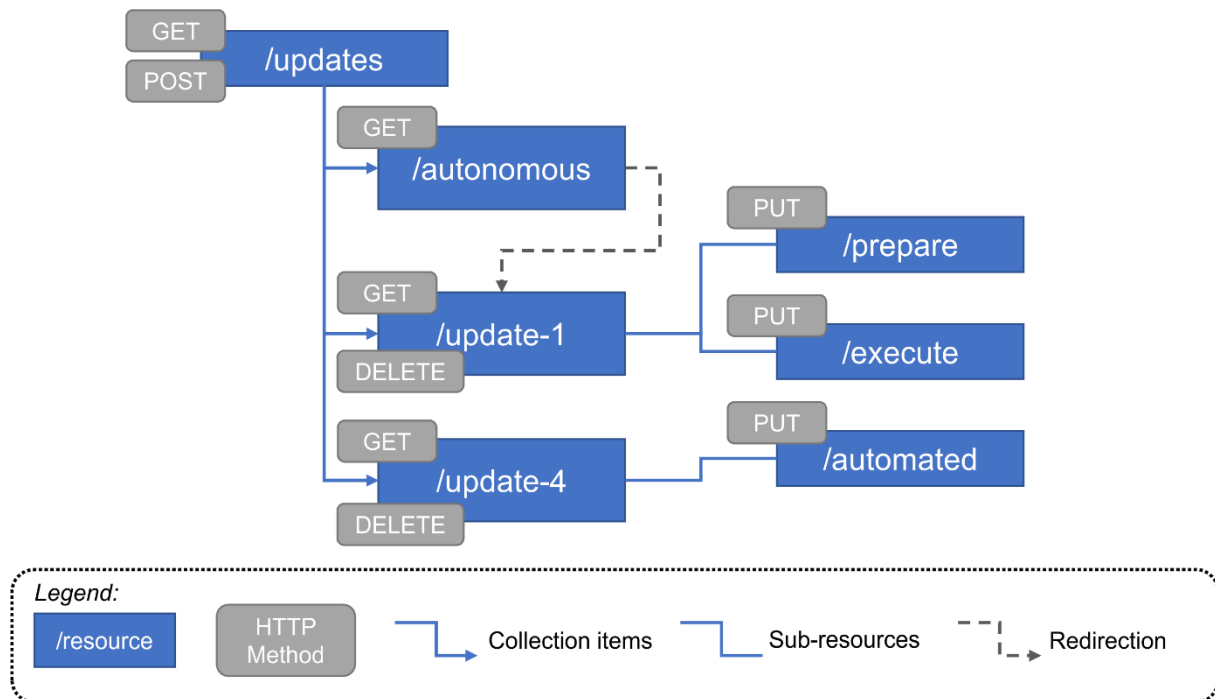 GET
/updates
POST
GET
/autonomous
PUT
/prepare
GET
/update-1
DELETE
PUT
/execute
GET
/update-4
DELETE
PUT
/automated
Legend:
/resource
HTTP
Method
Collection items
Sub-resources
Redirection